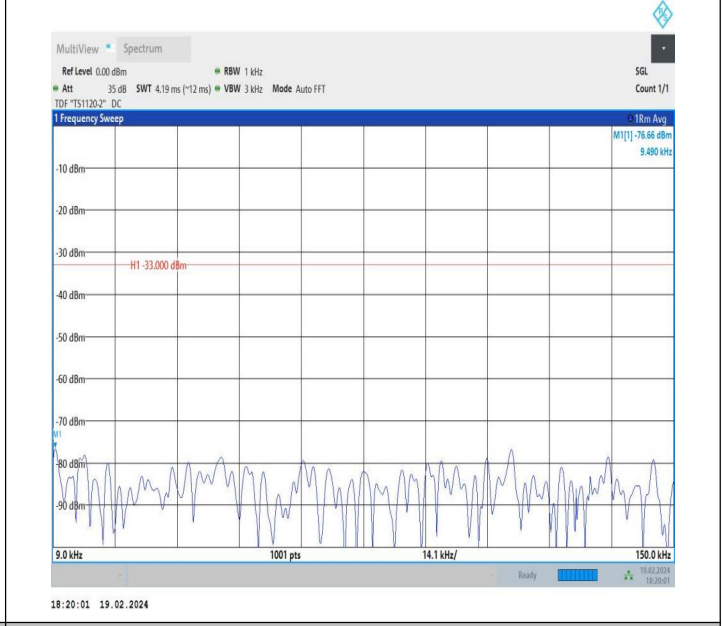 R&S
MultiView Spectrum
Ref Level 0.00 dBm RBW 1 kHz SGL
Att 35 dB SWT 4.19 ms (~12 ms) VBW 3 kHz Mode Auto FFT Count 1/1
TDF "TS1120-2" DC
1 Frequency Sweep 1Rm Avg
M1[1] -76.66 dBm
9.490 kHz
-10 dBm
-20 dBm
-30 dBm
H1 -33.000 dBm
-40 dBm
-50 dBm
-60 dBm
-70 dBm
M1
-80 dBm
-90 dBm
9.0 kHz 1001 pts 14.1 kHz/ 150.0 kHz
Ready 19.02.2024
18:20:01
18:20:01 19.02.2024